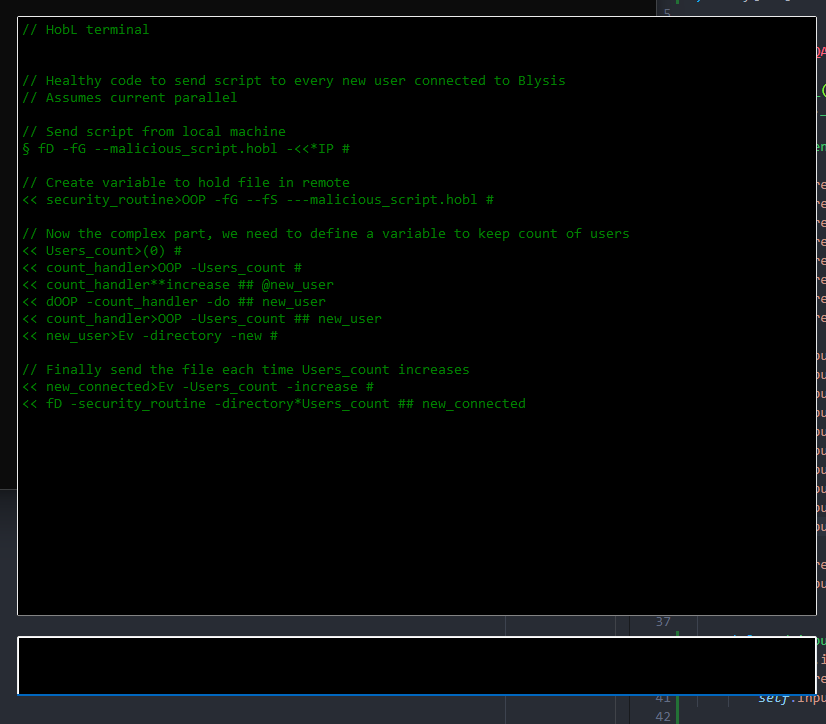 // HobL terminal
// Healthy code to send script to every new user connected to Blysis
// Assumes current parallel
// Send script from local machine
§ fD -fG --malicious_script.hobl -<<*IP #
// Create variable to hold file in remote
<< security_routine>OOP -fG --fS ---malicious_script.hobl #
// Now the complex part, we need to define a variable to keep count of users
<< Users_count>(0) #
<< count_handler>OOP -Users_count #
<< count_handler**increase ## @new_user
<< dOOP -count_handler -do ## new_user
<< count_handler>OOP -Users_count ## new_user
<< new_user>Ev -directory -new #
// Finally send the file each time Users_count increases
<< new_connected>Ev -Users_count -increase #
<< fD -security_routine -directory*Users_count ## new_connected
37
41 self.inpu
42